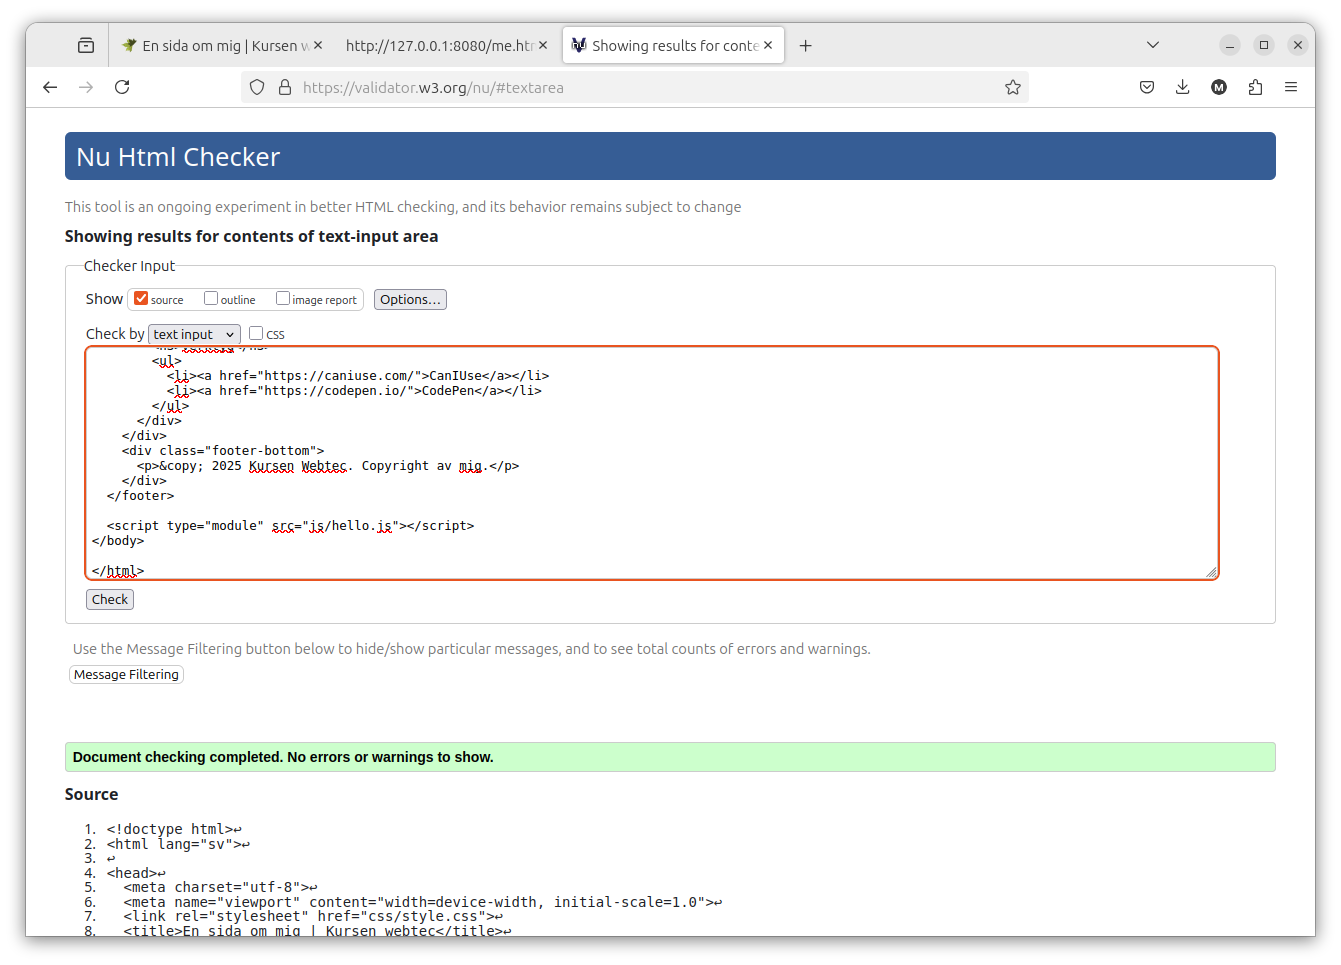 En sida om mig | Kursen w
http://127.0.0.1:8080/me.htm
Showing results for conte
https://validator.w3.org/nu/#textarea
M
Nu Html Checker
This tool is an ongoing experiment in better HTML checking, and its behavior remains subject to change
Showing results for contents of text-input area
Checker Input
Show source outline image report Options...
Check by text input css
<ul>
<li><a href="https://caniuse.com/">CanIUse</a></li>
<li><a href="https://codepen.io/">CodePen</a></li>
</ul>
</div>
</div>
<div class="footer-bottom">
<p>&copy; 2025 Kursen Webtec. Copyright av mig.</p>
</div>
</footer>
<script type="module" src="js/hello.js"></script>
</body>
</html>
Check
Use the Message Filtering button below to hide/show particular messages, and to see total counts of errors and warnings.
Message Filtering
Document checking completed. No errors or warnings to show.
Source
1. <!doctype html>↩
2. <html lang="sv">↩
3. ↩
4. <head>↩
5. <meta charset="utf-8">↩
6. <meta name="viewport" content="width=device-width, initial-scale=1.0">↩
7. <link rel="stylesheet" href="css/style.css">↩
8. <title>En sida om mig | Kursen webtec</title>↩